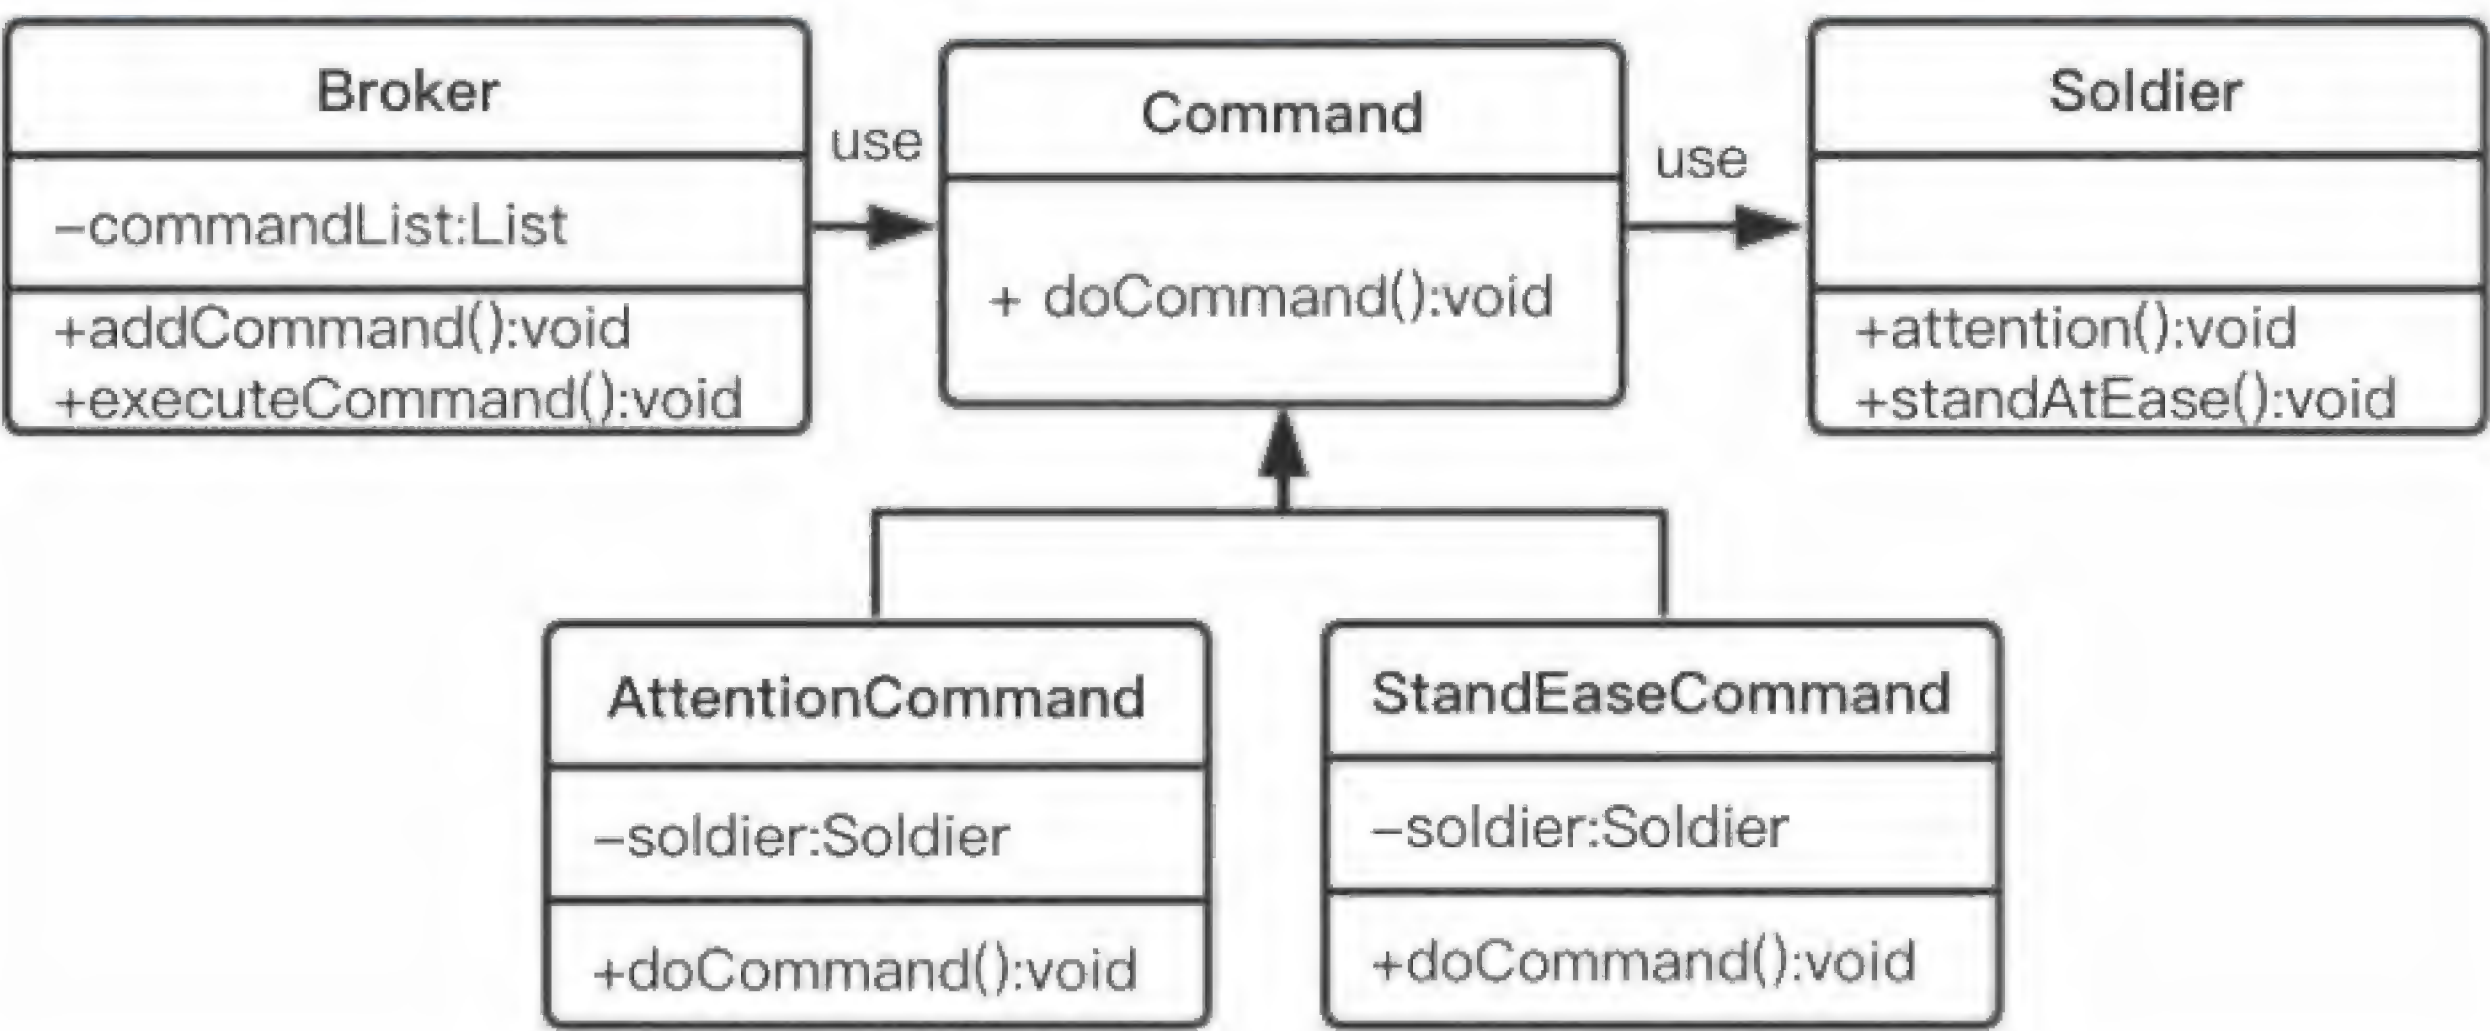 Broker
–commandList:List
+addCommand():void
+executeCommand():void
use
Command
+ doCommand():void
use
Soldier
+attention():void
+standAtEase():void
AttentionCommand
–soldier:Soldier
+doCommand():void
StandEaseCommand
–soldier:Soldier
+doCommand():void